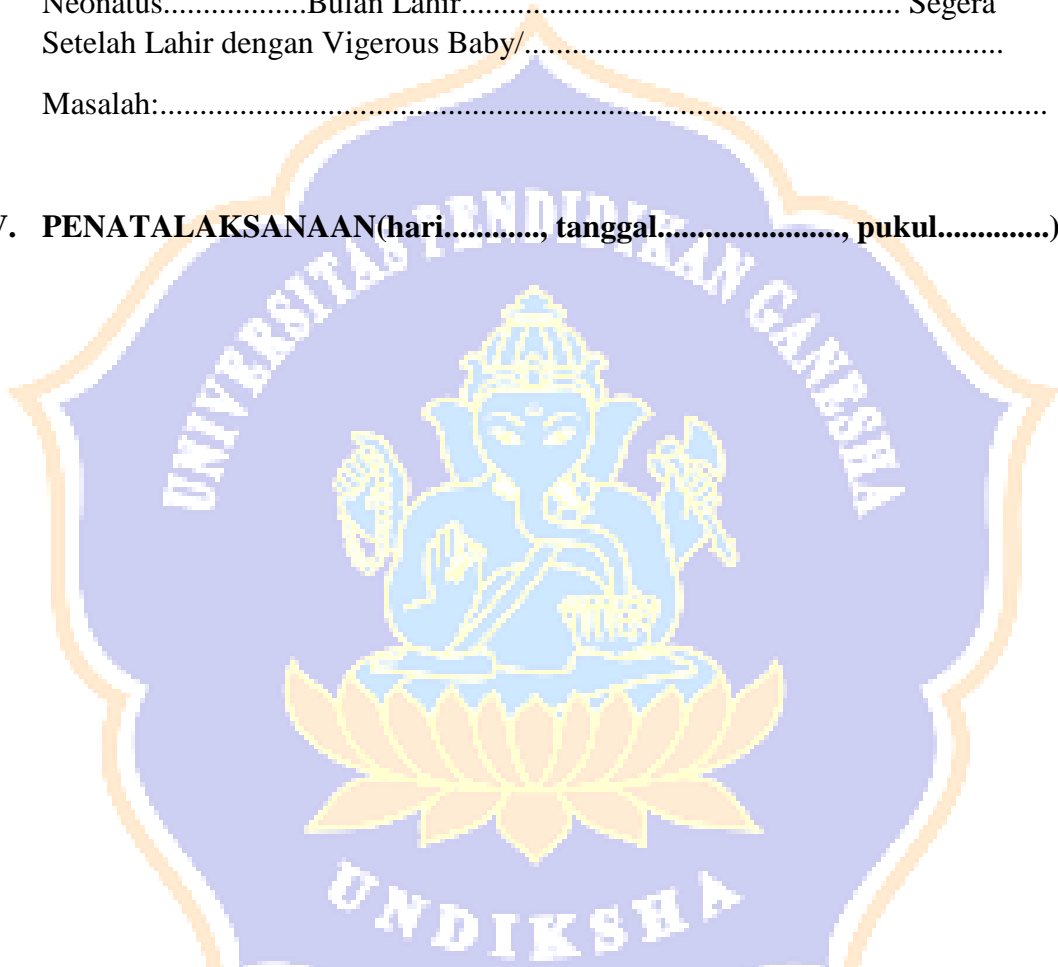 Neonatus..................Bulan Lahir....................................................... Segera
Setelah Lahir dengan Vigerous Baby/............................................................
Masalah:...............................................................................................................
V. PENATALAKSANAAN(hari............, tanggal......................., pukul..............)
UNIVERSITAS PENDIDIKAN GANESHA
UNDIKSHA